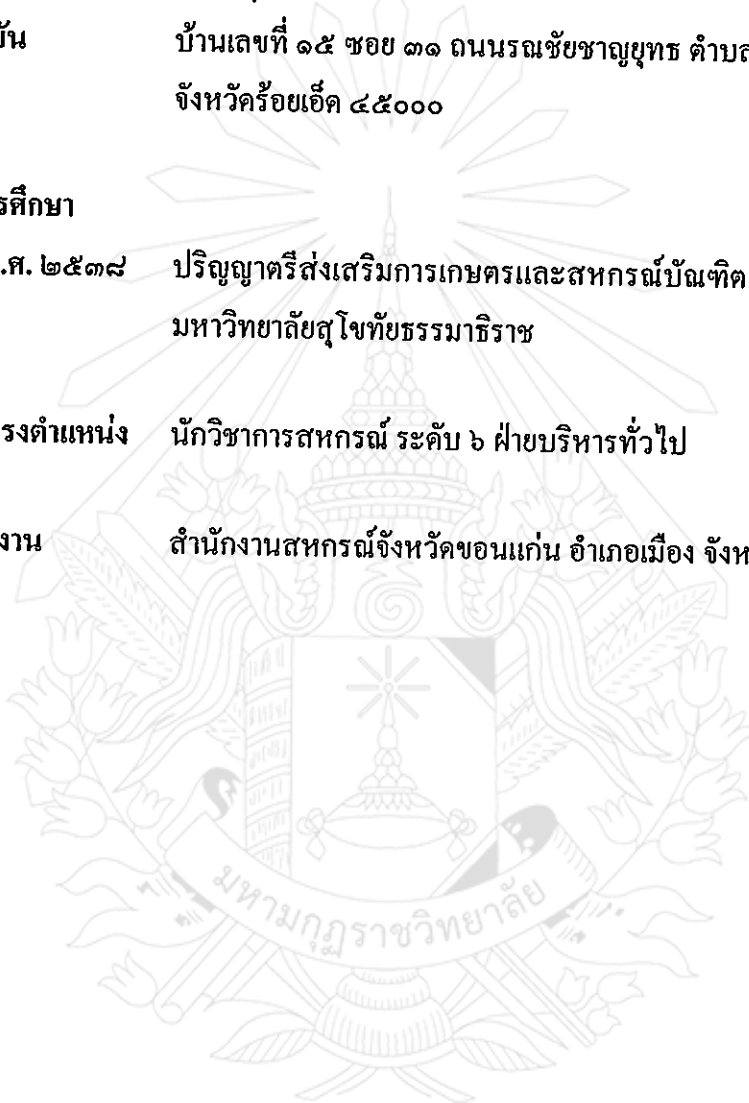 บ้านเลขที่ ๑๕ ซอย ๓๑ ถนนรณชัยชาญยุทธ ตำบล
จังหวัดร้อยเอ็ด ๔๕๐๐๐
รศึกษา
.ศ. ๒๕๓๘ ปริญญาตรีส่งเสริมการเกษตรและสหกรณ์บัณฑิต
มหาวิทยาลัยสุโขทัยธรรมาธิราช
รงตำแหน่ง นักวิชาการสหกรณ์ ระดับ ๖ ฝ่ายบริหารทั่วไป
งาน สำนักงานสหกรณ์จังหวัดขอนแก่น อำเภอเมือง จังห
มหามกุฏราชวิทยาลัย